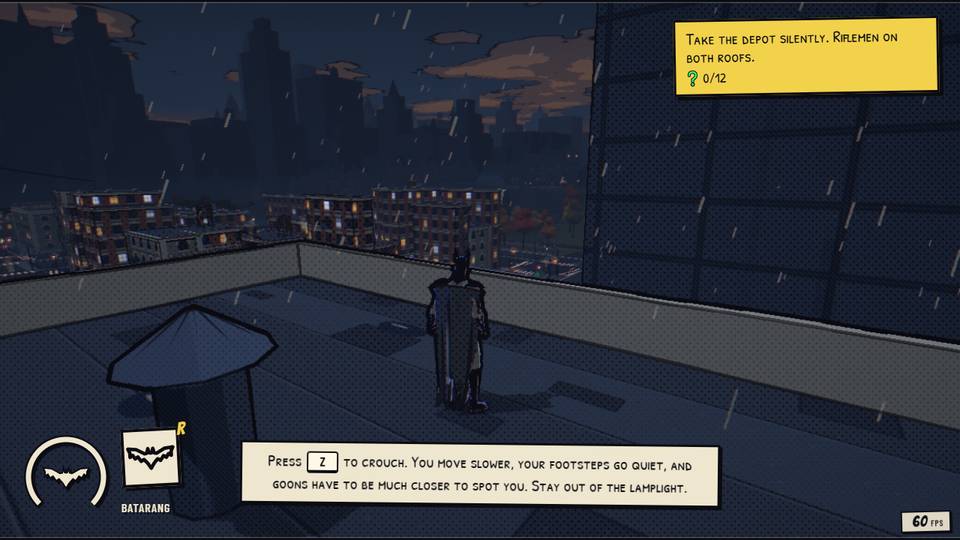 Take the depot silently. Riflemen on
both roofs.
? 0/12
R
Press Z to crouch. You move slower, your footsteps go quiet, and
goons have to be much closer to spot you. Stay out of the lamplight.
BATARANG
60 FPS